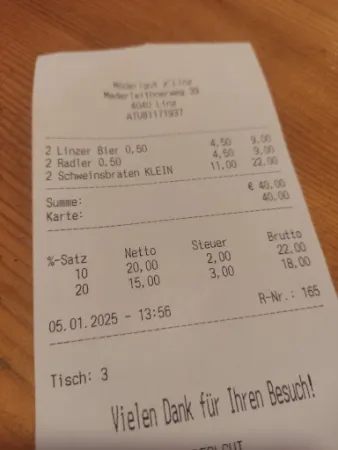 Linz
Maderleithnerweg 39
4040 Linz
ATU81171937
2 Linzer Bier 0,50 4,50 9,00
2 Radler 0,50 4,50 9,00
2 Schweinsbraten KLEIN 11,00 22,00
Summe: € 40,00
Karte: 40,00
%-Satz Netto Steuer Brutto
10 20,00 2,00 22,00
20 15,00 3,00 18,00
05.01.2025 - 13:56 R-Nr.: 165
Tisch: 3
Vielen Dank für Ihren Besuch!